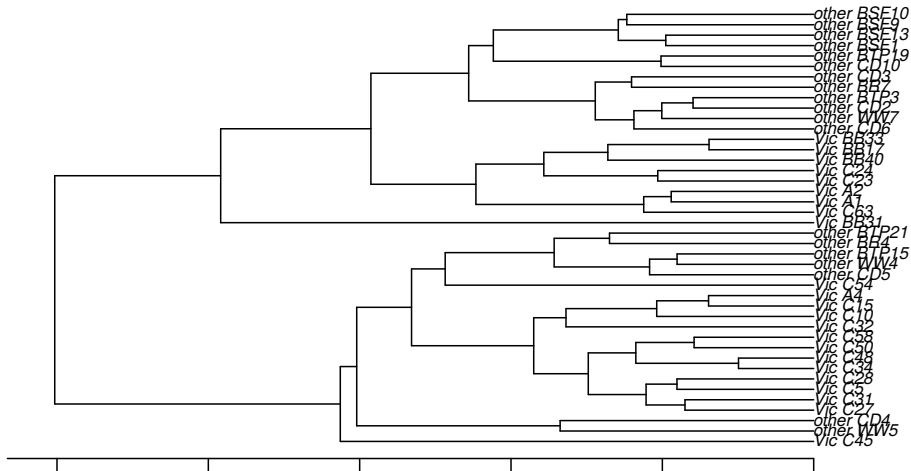 other BSF10
other BSF9
other BSF13
other BSF1
other BTP19
other CD10
other CD3
other BB7
other BTP3
other CD2
other WW7
other CD6
Vic BB33
Vic BB17
Vic BB40
Vic C24
Vic C23
Vic A2
Vic A1
Vic C63
Vic BB31
other BTP21
other BB4
other BTP15
other WW4
other CD5
Vic C54
Vic A4
Vic C15
Vic C10
Vic C32
Vic C58
Vic C50
Vic C48
Vic C34
Vic C28
Vic C5
Vic C31
Vic C27
other CD4
other WW5
Vic C45